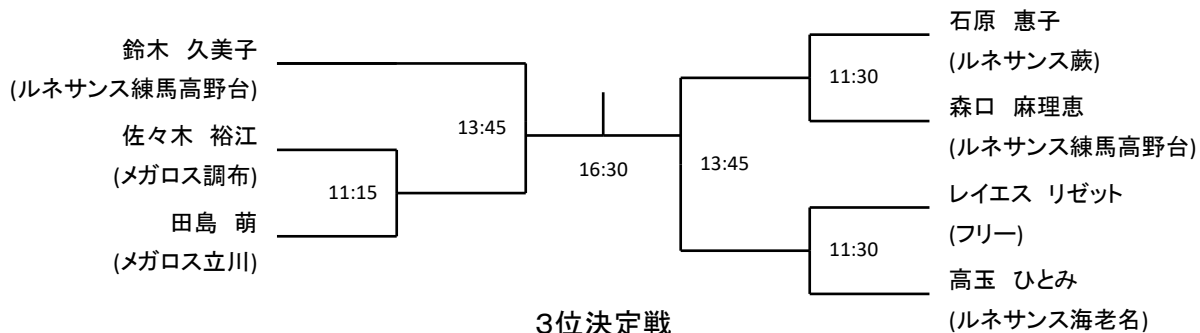 鈴木　久美子
(ルネサンス練馬高野台)
佐々木　裕江
(メガロス調布)
田島　萌
(メガロス立川)
13:45
11:15
16:30
石原　惠子
(ルネサンス蕨)
森口　麻理恵
(ルネサンス練馬高野台)
レイエス　リゼット
(フリー)
高玉　ひとみ
(ルネサンス海老名)
11:30
13:45
11:30
3位決定戦